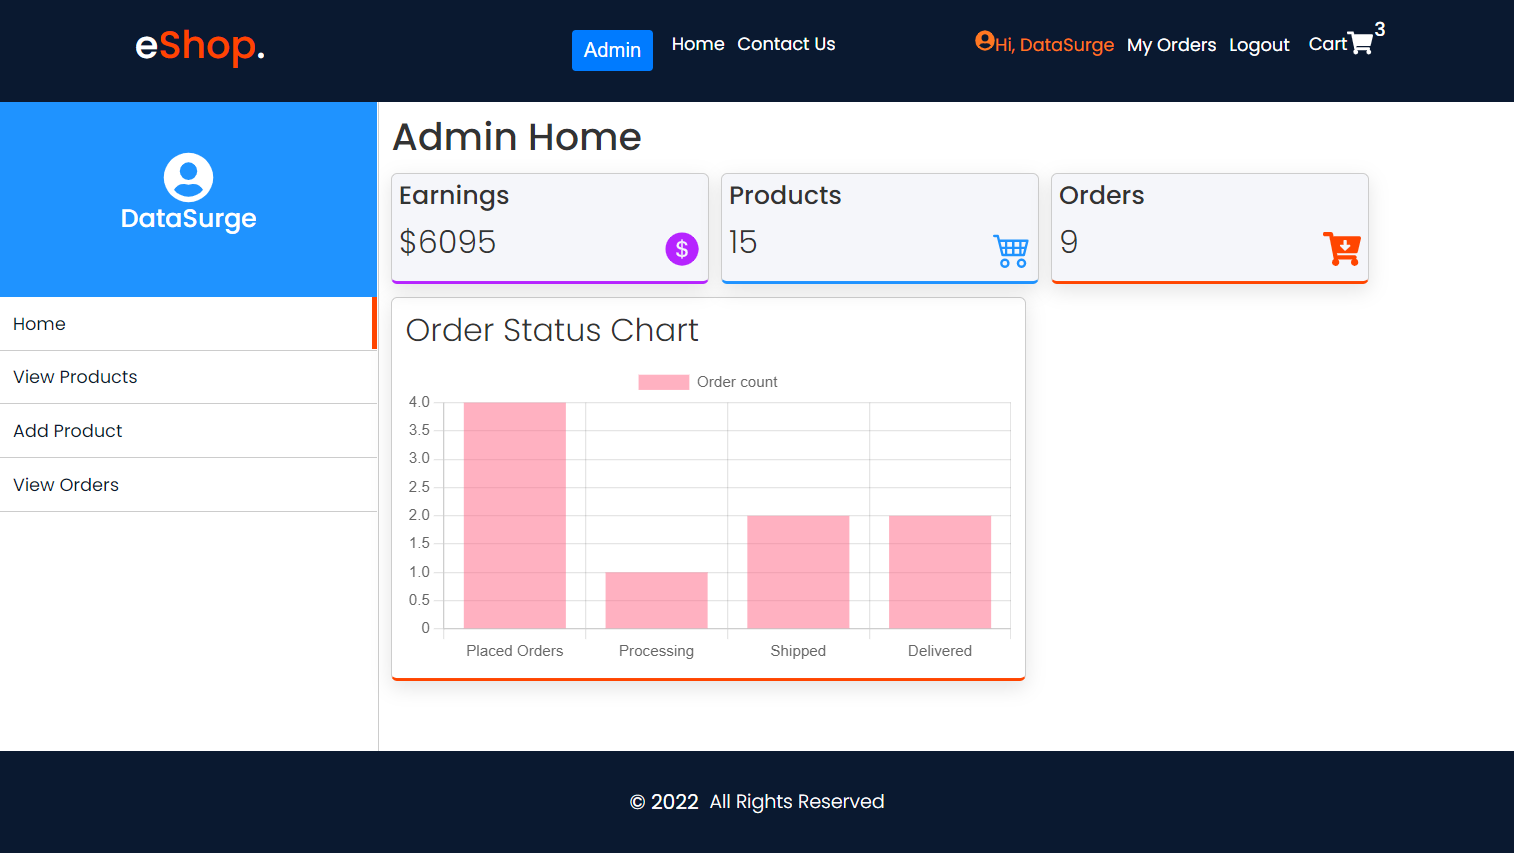 eShop.
Admin Home Contact Us
Hi, DataSurge My Orders Logout Cart 3
DataSurge
Home
View Products
Add Product
View Orders
Admin Home
Earnings
$6095
$
Products
15
Orders
9
Order Status Chart
Order count
4.0
3.5
3.0
2.5
2.0
1.5
1.0
0.5
0
Placed Orders Processing Shipped Delivered
© 2022 All Rights Reserved